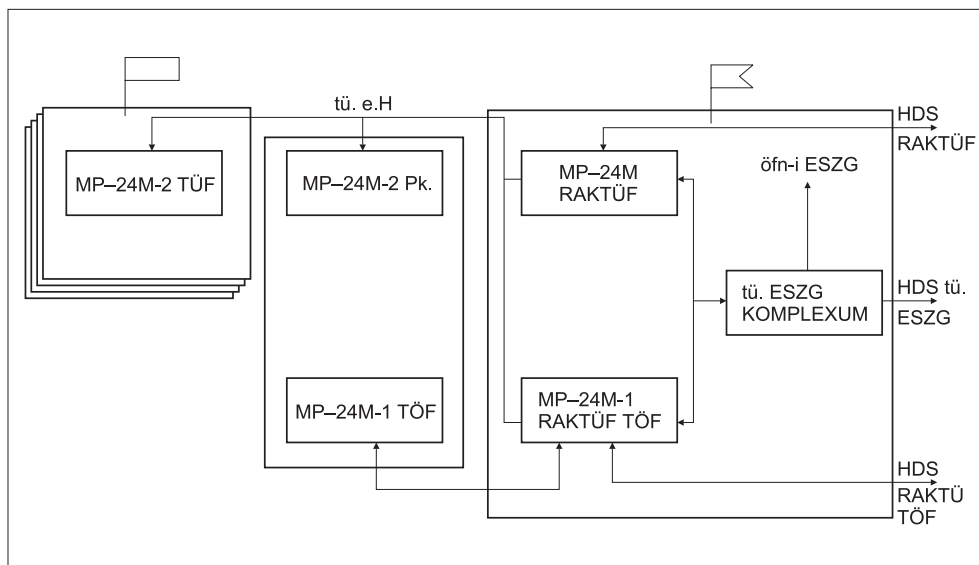 tü. e.H
HDS
RAKTÜF
MP–24M-2 TÜF
MP–24M-2 Pk.
MP–24M
RAKTÜF
öfn-i ESZG
tü. ESZG
KOMPLEXUM
HDS tü.
ESZG
MP–24M-1 TÖF
MP–24M-1
RAKTÜF TÖF
HDS
RAKTÜ
TÖF